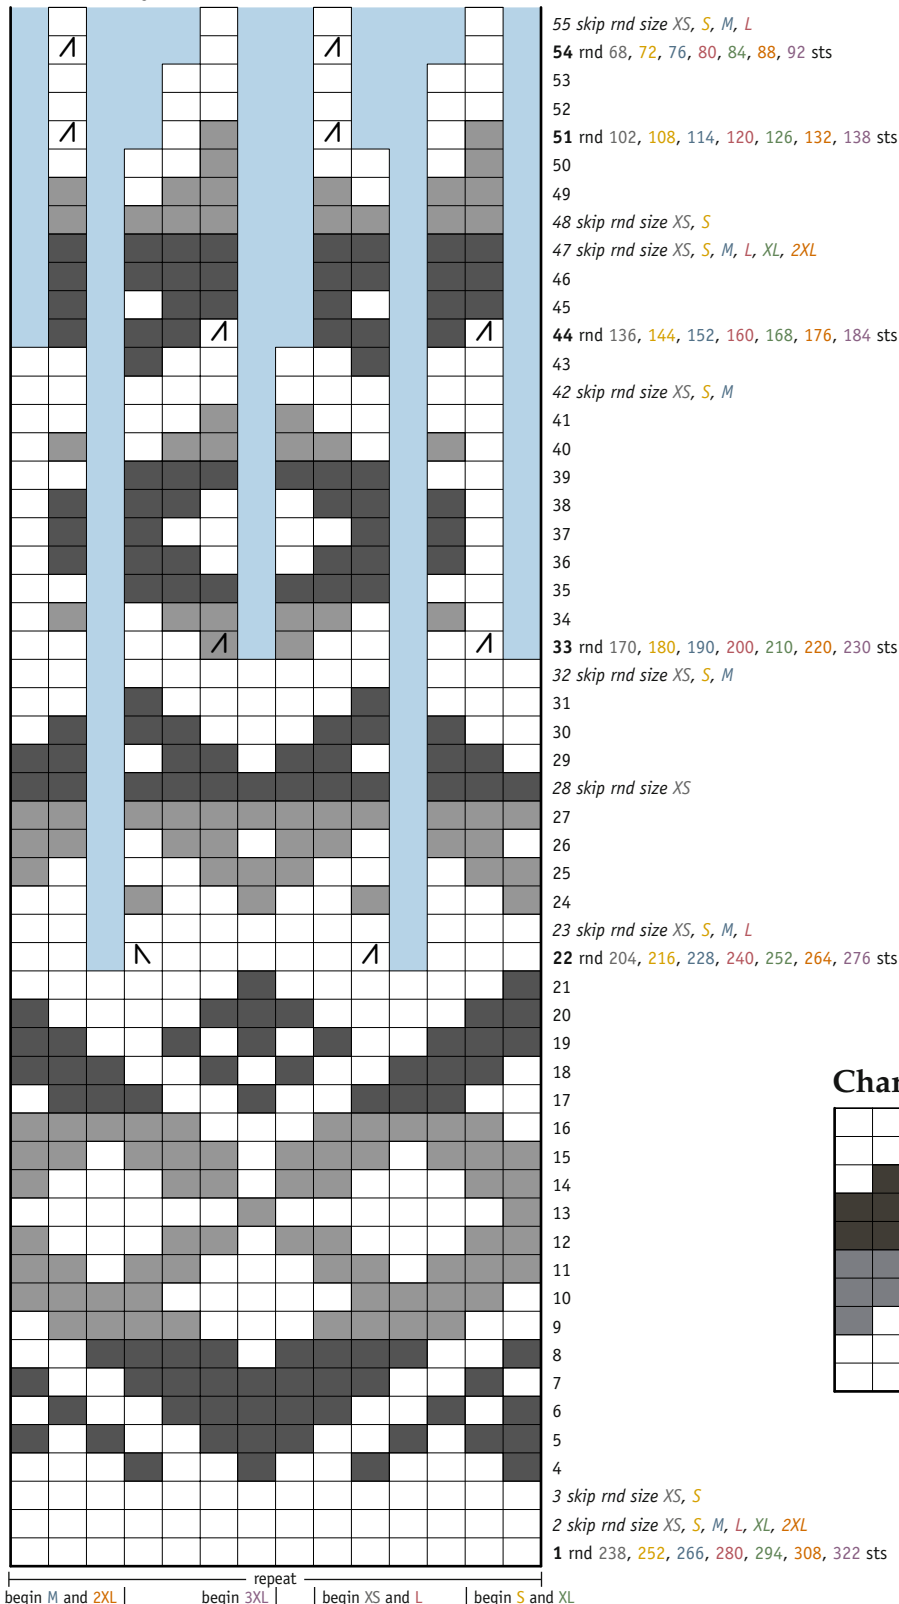 55 skip rnd size XS, S, M, L
54 rnd 68, 72, 76, 80, 84, 88, 92 sts
53
52
51 rnd 102, 108, 114, 120, 126, 132, 138 sts
50
49
48 skip rnd size XS, S
47 skip rnd size XS, S, M, L, XL, 2XL
46
45
44 rnd 136, 144, 152, 160, 168, 176, 184 sts
43
42 skip rnd size XS, S, M
41
40
39
38
37
36
35
34
33 rnd 170, 180, 190, 200, 210, 220, 230 sts
32 skip rnd size XS, S, M
31
30
29
28 skip rnd size XS
27
26
25
24
23 skip rnd size XS, S, M, L
22 rnd 204, 216, 228, 240, 252, 264, 276 sts
21
20
19
18
Char
17
16
15
14
13
12
11
10
9
8
7
6
5
4
3 skip rnd size XS, S
2 skip rnd size XS, S, M, L, XL, 2XL
1 rnd 238, 252, 266, 280, 294, 308, 322 sts
repeat
begin M and 2XL begin 3XL begin XS and L begin S and XL